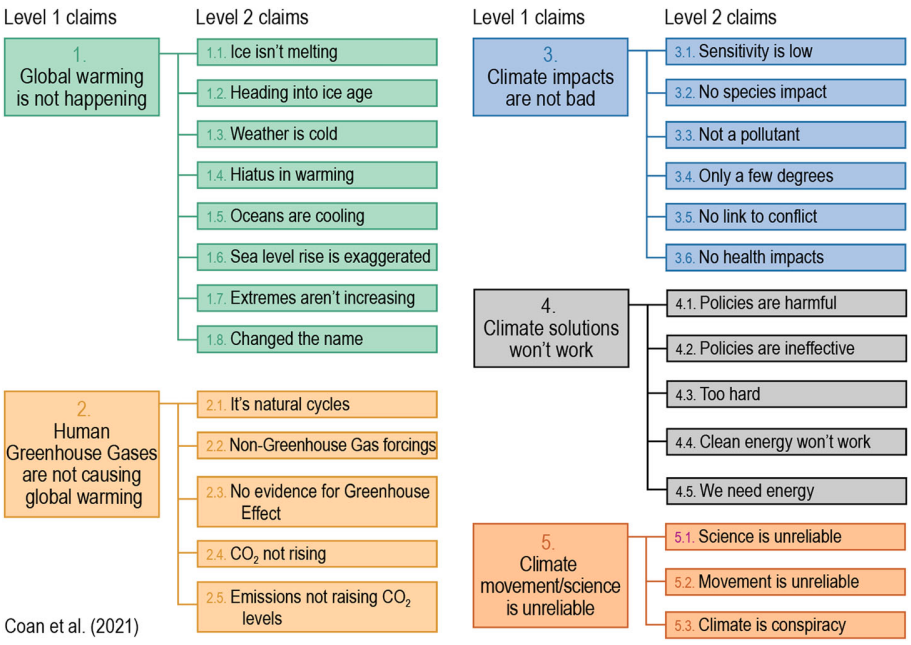 Level 1 claims
Level 2 claims
1.
Global warming
is not happening
1.1. Ice isn’t melting
1.2. Heading into ice age
1.3. Weather is cold
1.4. Hiatus in warming
1.5. Oceans are cooling
1.6. Sea level rise is exaggerated
1.7. Extremes aren’t increasing
1.8. Changed the name
2.
Human
Greenhouse Gases
are not causing
global warming
2.1. It’s natural cycles
2.2. Non-Greenhouse Gas forcings
2.3. No evidence for Greenhouse
Effect
2.4. CO₂ not rising
2.5. Emissions not raising CO₂
levels
Coan et al. (2021)
Level 1 claims
Level 2 claims
3.
Climate impacts
are not bad
3.1. Sensitivity is low
3.2. No species impact
3.3. Not a pollutant
3.4. Only a few degrees
3.5. No link to conflict
3.6. No health impacts
4.
Climate solutions
won’t work
4.1. Policies are harmful
4.2. Policies are ineffective
4.3. Too hard
4.4. Clean energy won’t work
4.5. We need energy
5.
Climate
movement/science
is unreliable
5.1. Science is unreliable
5.2. Movement is unreliable
5.3. Climate is conspiracy